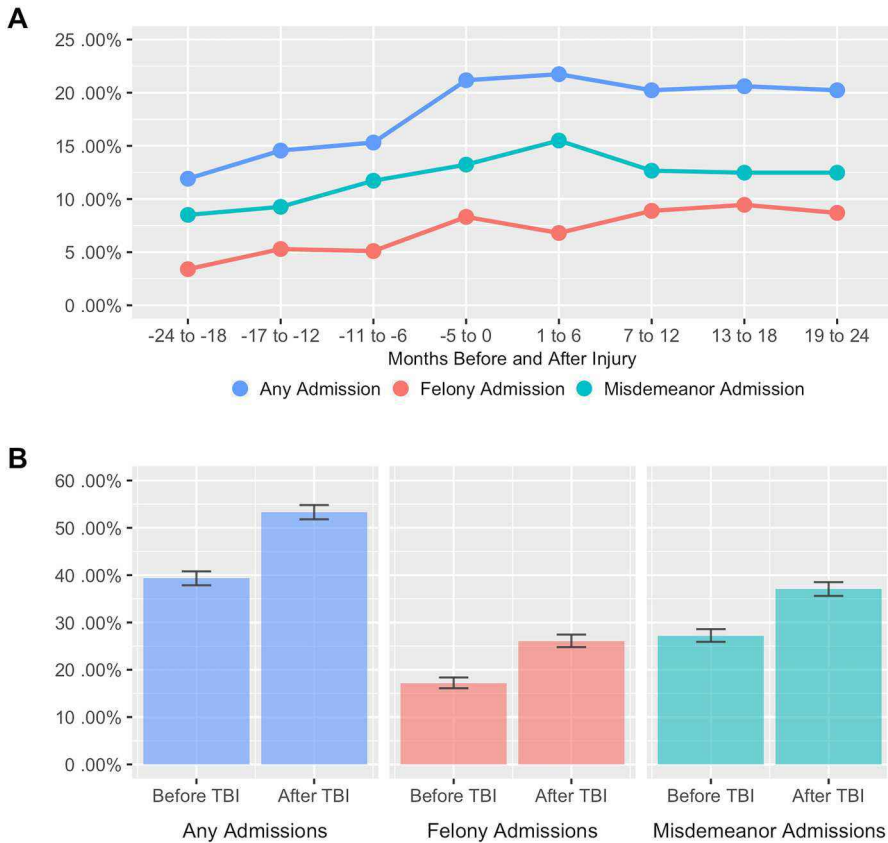 A
25 .00%
20 .00%
15 .00%
10 .00%
5 .00%
0 .00%
-24 to -18 -17 to -12 -11 to -6 -5 to 0 1 to 6 7 to 12 13 to 18 19 to 24
Months Before and After Injury
Any Admission Felony Admission Misdemeanor Admission
B
60 .00%
50 .00%
40 .00%
30 .00%
20 .00%
10 .00%
0 .00%
Before TBI After TBI Before TBI After TBI Before TBI After TBI
Any Admissions Felony Admissions Misdemeanor Admissions